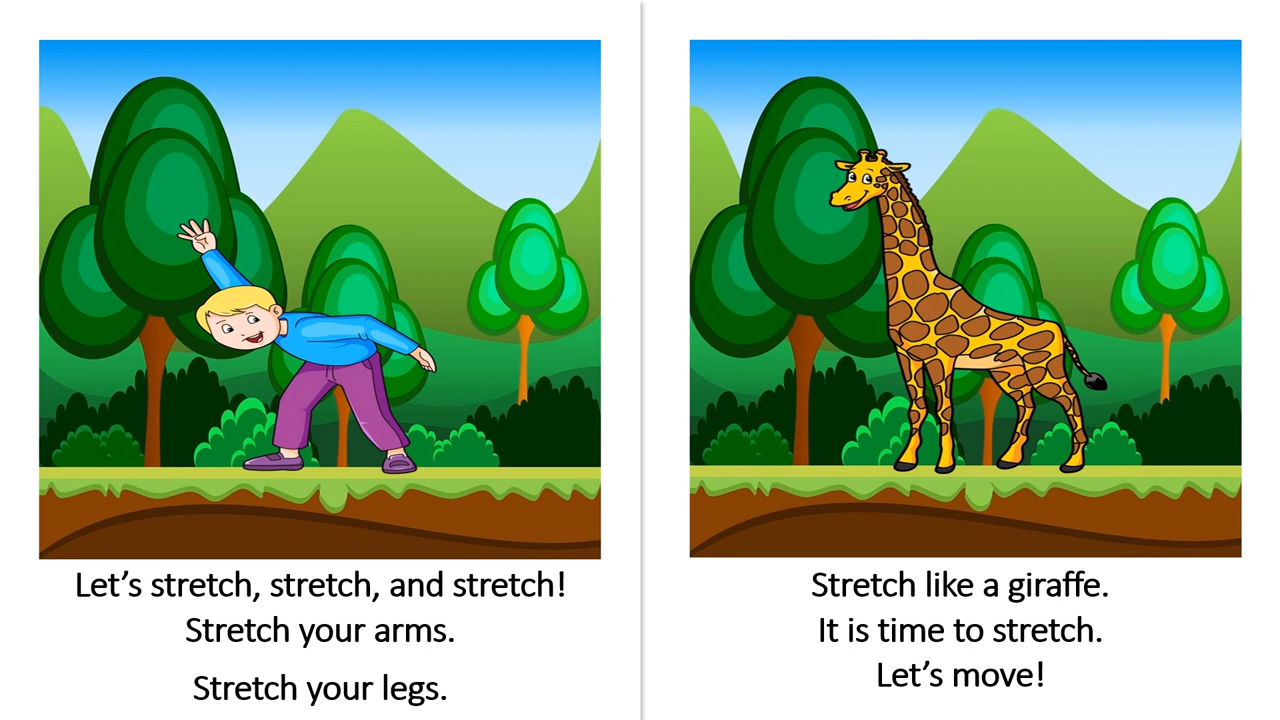 Let’s stretch, stretch, and stretch!
Stretch your arms.
Stretch your legs.
Stretch like a giraffe.
It is time to stretch.
Let’s move!